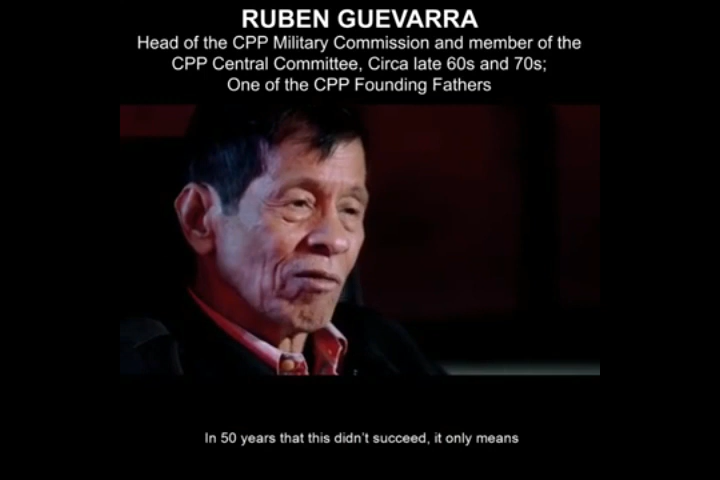 RUBEN GUEVARRA
Head of the CPP Military Commission and member of the
CPP Central Committee, Circa late 60s and 70s;
One of the CPP Founding Fathers
In 50 years that this didn't succeed, it only means